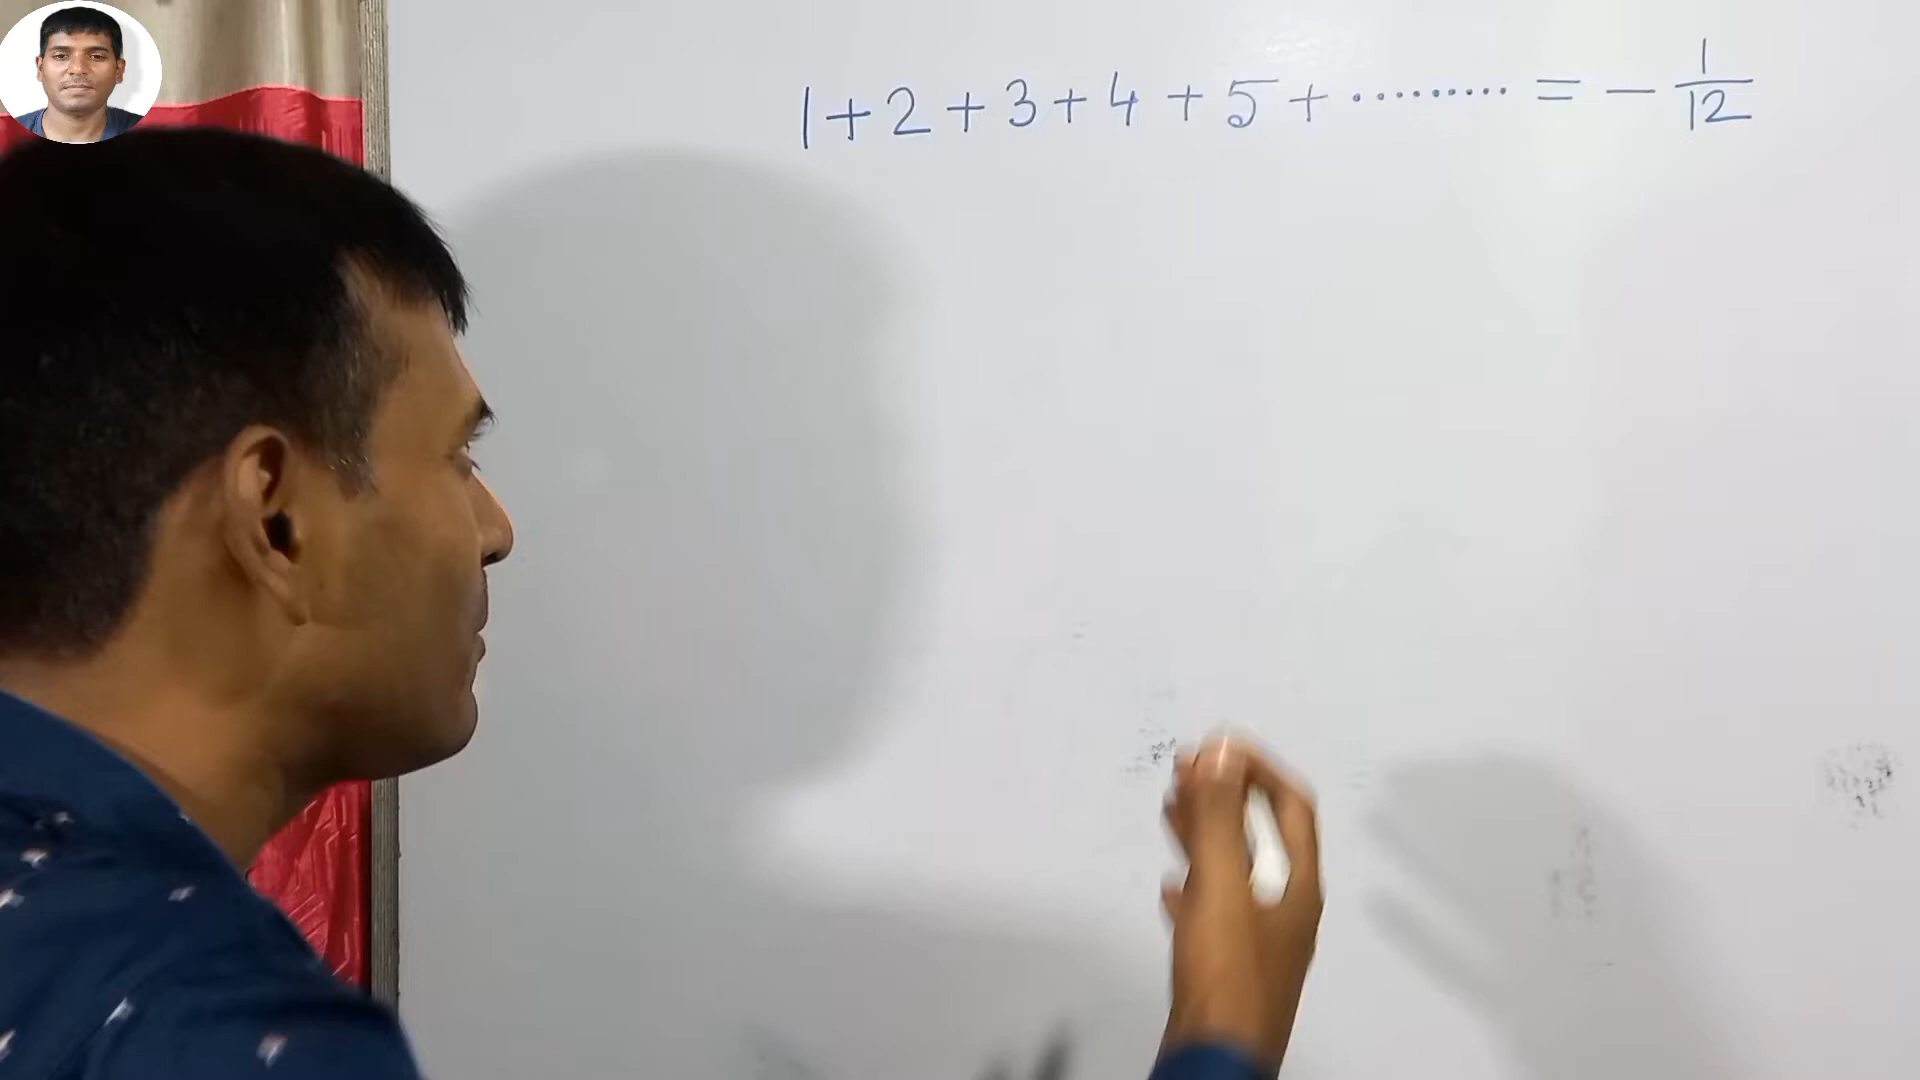 1 + 2 + 3 + 4 + 5 + ......... = - 1/12